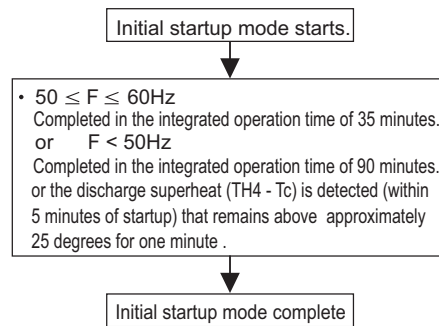 Initial startup mode starts.
· 50 ≤ F ≤ 60Hz
Completed in the integrated operation time of 35 minutes.
or F < 50Hz
Completed in the integrated operation time of 90 minutes.
or the discharge superheat (TH4 - Tc) is detected (within
5 minutes of startup) that remains above approximately
25 degrees for one minute .
Initial startup mode complete